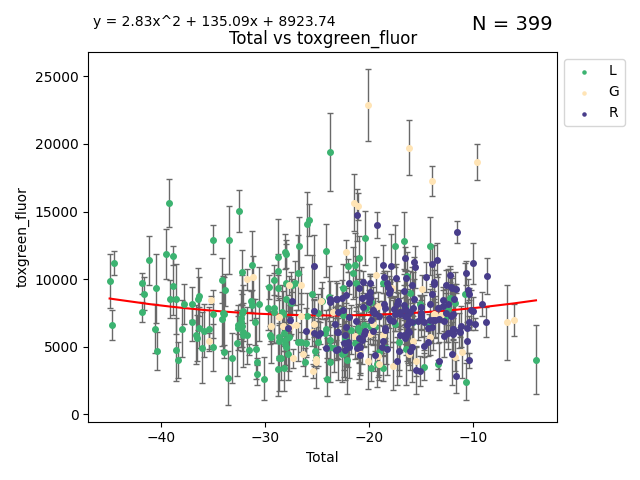 y = 2.83x^2 + 135.09x + 8923.74
N = 399
Total vs toxgreen_fluor
25000
20000
15000
10000
5000
0
toxgreen_fluor
−40
−30
−20
−10
Total
L
G
R